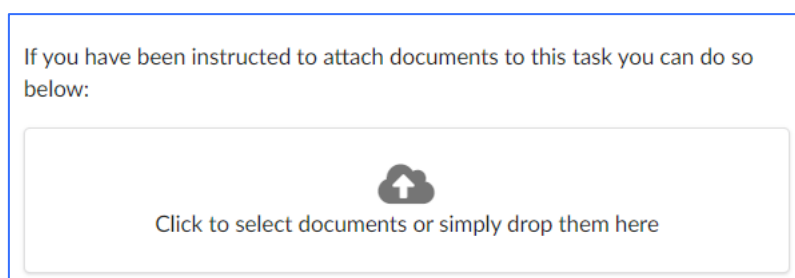 If you have been instructed to attach documents to this task you can do so
below:
Click to select documents or simply drop them here